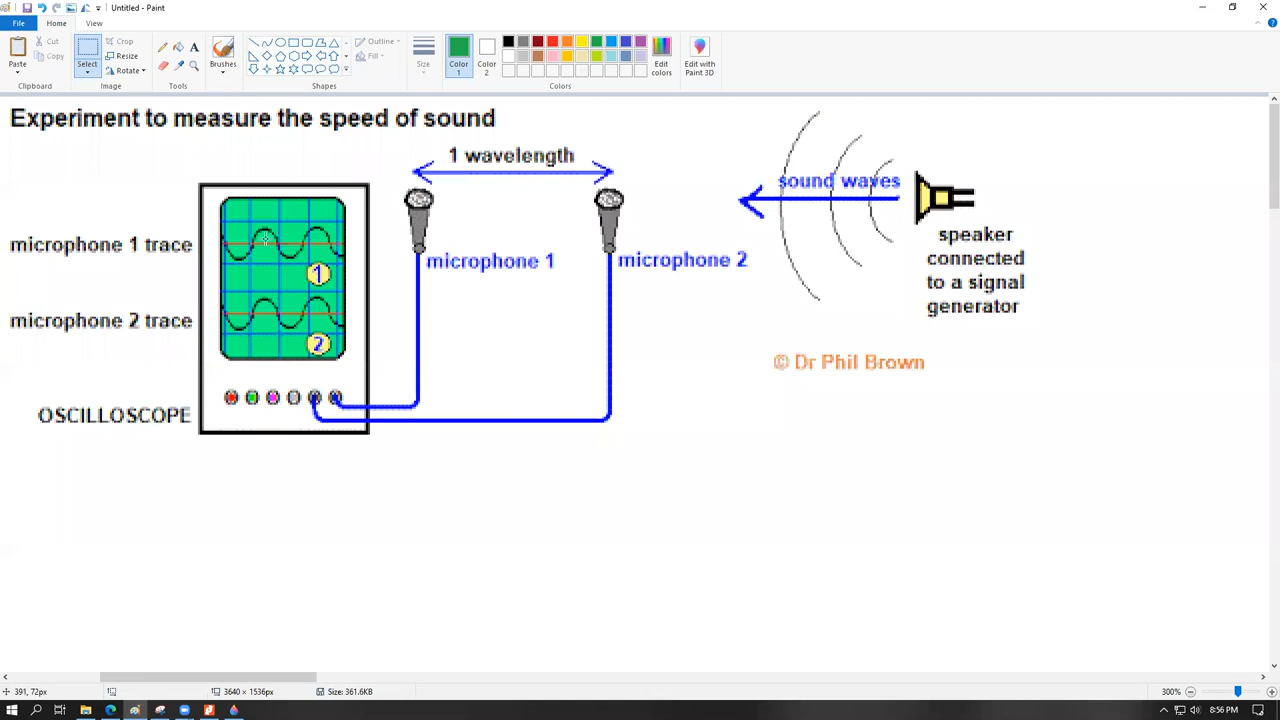 Untitled - Paint
File Home View
Paste
Cut
Copy
Clipboard
Select
Crop
Resize
Rotate
Image
Tools
Brushes
Outline
Fill
Shapes
Size
Color 1
Color 2
Edit colors
Colors
Edit with Paint 3D
Experiment to measure the speed of sound
1 wavelength
sound waves
microphone 1 trace
microphone 1
microphone 2
1
microphone 2 trace
2
speaker
connected
to a signal
generator
© Dr Phil Brown
OSCILLOSCOPE
391, 72px
3640 × 1536px
Size: 361.6KB
300%
8:56 PM